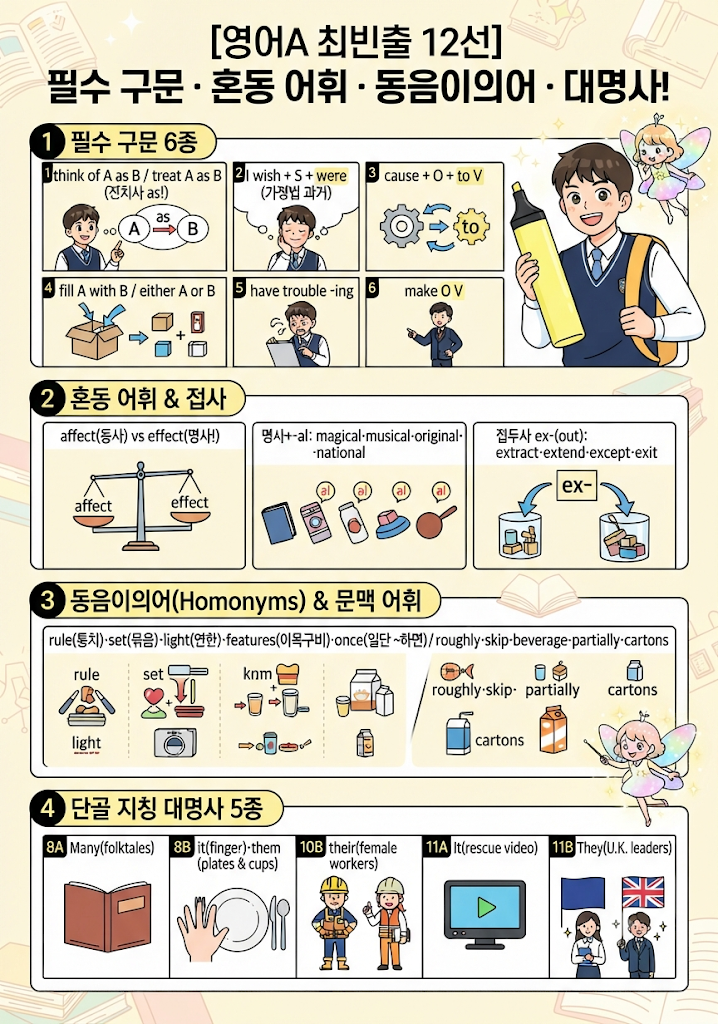 [영어A 최빈출 12선]
필수 구문 · 혼동 어휘 · 동음이의어 · 대명사!
1 필수 구문 6종
1 think of A as B / treat A as B
(전치사 as!)
A as B
2 I wish + S + were
(가정법 과거)
3 cause + O + to V
to
4 fill A with B / either A or B
+
5 have trouble -ing
6 make O V
2 혼동 어휘 & 접사
affect(동사) vs effect(명사!)
affect
effect
명사+-al: magical·musical·original·
·national
al al al al
접두사 ex-(out):
extract·extend·except·exit
ex-
3 동음이의어(Homonyms) & 문맥 어휘
rule(통치)·set(묶음)·light(연한)·features(이목구비)·once(일단 ~하면)/roughly·skip·beverage·partially·cartons
rule
light
set
+
knm
+
roughly·skip·
partially
cartons
cartons
4 단골 지칭 대명사 5종
8A Many(folktales)
8B it(finger)·them
(plates & cups)
10B their(female
workers)
11A It(rescue video)
11B They(U.K. leaders)